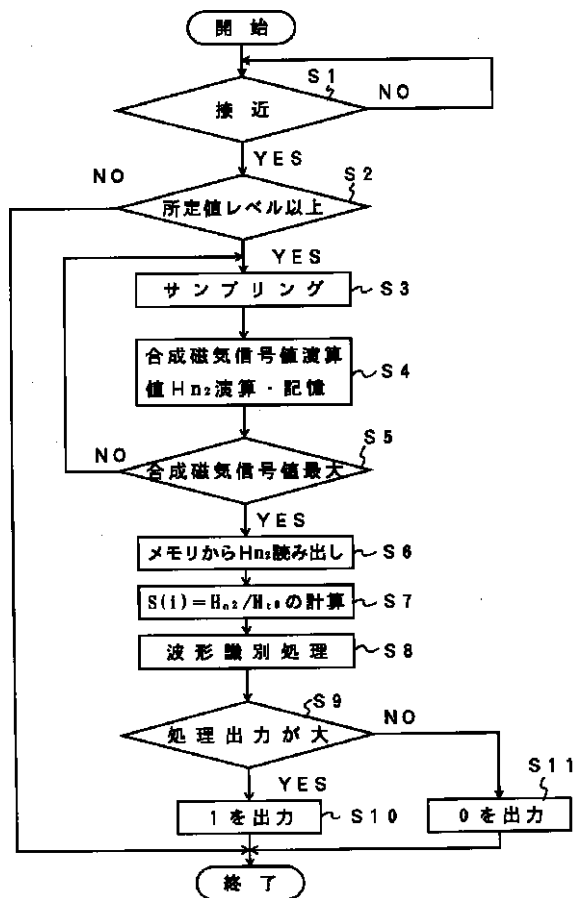 開始
S1
接近
NO
YES
NO
S2
所定値レベル以上
YES
サンプリング
S3
合成磁気信号値演算
値Hn₂演算・記憶
S4
S5
NO
合成磁気信号値最大
YES
メモリからHn₂読み出し
S6
S(i)=Hn2/Ht0の計算
S7
波形識別処理
S8
S9
処理出力が大
NO
YES
S11
1を出力
S10
0を出力
終了